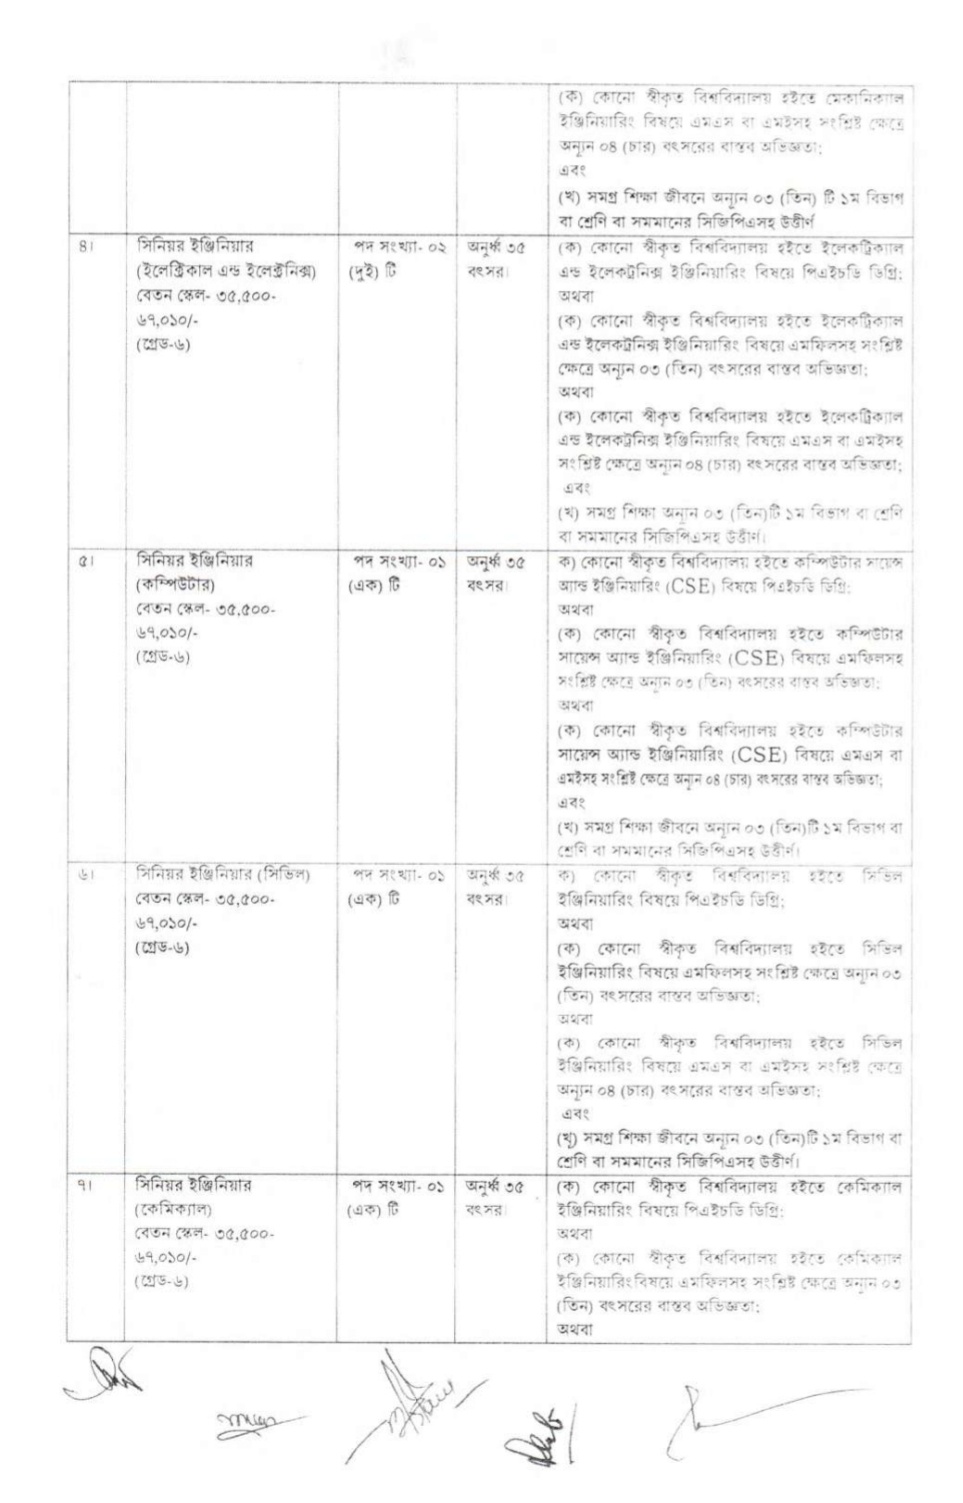 (ক) কোনো স্বীকৃত বিশ্ববিদ্যালয় হইতে মেকানিক্যাল
ইঞ্জিনিয়ারিং বিষয়ে এমএস বা এমইসহ সংশ্লিষ্ট ক্ষেত্রে
অন্যূন ০৪ (চার) বৎসরের বাস্তব অভিজ্ঞতা;
এবং
(খ) সমগ্র শিক্ষা জীবনে অন্যূন ০৩ (তিন) টি ১ম বিভাগ
বা শ্রেণি বা সমমানের সিজিপিএসহ উত্তীর্ণ
৪।
সিনিয়র ইঞ্জিনিয়ার
(ইলেক্ট্রিকাল এন্ড ইলেক্ট্রনিক্স)
বেতন স্কেল- ৩৫,৫০০-
৬৭,০১০/-
(গ্রেড-৬)
পদ সংখ্যা- ০২
(দুই) টি
অনুর্ধ্ব ৩৫
বৎসর।
(ক) কোনো স্বীকৃত বিশ্ববিদ্যালয় হইতে ইলেকট্রিক্যাল
এন্ড ইলেকট্রনিক্স ইঞ্জিনিয়ারিং বিষয়ে পিএইচডি ডিগ্রি;
অথবা
(ক) কোনো স্বীকৃত বিশ্ববিদ্যালয় হইতে ইলেকট্রিক্যাল
এন্ড ইলেকট্রনিক্স ইঞ্জিনিয়ারিং বিষয়ে এমফিলসহ সংশ্লিষ্ট
ক্ষেত্রে অন্যূন ০৩ (তিন) বৎসরের বাস্তব অভিজ্ঞতা;
অথবা
(ক) কোনো স্বীকৃত বিশ্ববিদ্যালয় হইতে ইলেকট্রিক্যাল
এন্ড ইলেকট্রনিক্স ইঞ্জিনিয়ারিং বিষয়ে এমএস বা এমইসহ
সংশ্লিষ্ট ক্ষেত্রে অন্যূন ০৪ (চার) বৎসরের বাস্তব অভিজ্ঞতা;
এবং
(খ) সমগ্র শিক্ষা অন্যূন ০৩ (তিন)টি ১ম বিভাগ বা শ্রেণি
বা সমমানের সিজিপিএসহ উত্তীর্ণ।
৫।
সিনিয়র ইঞ্জিনিয়ার
(কম্পিউটার)
বেতন স্কেল- ৩৫,৫০০-
৬৭,০১০/-
(গ্রেড-৬)
পদ সংখ্যা- ০১
(এক) টি
অনুর্ধ্ব ৩৫
বৎসর।
ক) কোনো স্বীকৃত বিশ্ববিদ্যালয় হইতে কম্পিউটার সায়েন্স
অ্যান্ড ইঞ্জিনিয়ারিং (CSE) বিষয়ে পিএইচডি ডিগ্রি;
অথবা
(ক) কোনো স্বীকৃত বিশ্ববিদ্যালয় হইতে কম্পিউটার
সায়েন্স অ্যান্ড ইঞ্জিনিয়ারিং (CSE) বিষয়ে এমফিলসহ
সংশ্লিষ্ট ক্ষেত্রে অন্যূন ০৩ (তিন) বৎসরের বাস্তব অভিজ্ঞতা;
অথবা
(ক) কোনো স্বীকৃত বিশ্ববিদ্যালয় হইতে কম্পিউটার
সায়েন্স অ্যান্ড ইঞ্জিনিয়ারিং (CSE) বিষয়ে এমএস বা
এমইসহ সংশ্লিষ্ট ক্ষেত্রে অন্যূন ০৪ (চার) বৎসরের বাস্তব অভিজ্ঞতা;
এবং
(খ) সমগ্র শিক্ষা জীবনে অন্যূন ০৩ (তিন)টি ১ম বিভাগ বা
শ্রেণি বা সমমানের সিজিপিএসহ উত্তীর্ণ।
৬।
সিনিয়র ইঞ্জিনিয়ার (সিভিল)
বেতন স্কেল- ৩৫,৫০০-
৬৭,০১০/-
(গ্রেড-৬)
পদ সংখ্যা- ০১
(এক) টি
অনুর্ধ্ব ৩৫
বৎসর।
ক) কোনো স্বীকৃত বিশ্ববিদ্যালয় হইতে সিভিল
ইঞ্জিনিয়ারিং বিষয়ে পিএইচডি ডিগ্রি;
অথবা
(ক) কোনো স্বীকৃত বিশ্ববিদ্যালয় হইতে সিভিল
ইঞ্জিনিয়ারিং বিষয়ে এমফিলসহ সংশ্লিষ্ট ক্ষেত্রে অন্যূন ০৩
(তিন) বৎসরের বাস্তব অভিজ্ঞতা;
অথবা
(ক) কোনো স্বীকৃত বিশ্ববিদ্যালয় হইতে সিভিল
ইঞ্জিনিয়ারিং বিষয়ে এমএস বা এমইসহ সংশ্লিষ্ট ক্ষেত্রে
অন্যূন ০৪ (চার) বৎসরের বাস্তব অভিজ্ঞতা;
এবং
(খ) সমগ্র শিক্ষা জীবনে অন্যূন ০৩ (তিন)টি ১ম বিভাগ বা
শ্রেণি বা সমমানের সিজিপিএসহ উত্তীর্ণ।
৭।
সিনিয়র ইঞ্জিনিয়ার
(কেমিক্যাল)
বেতন স্কেল- ৩৫,৫০০-
৬৭,০১০/-
(গ্রেড-৬)
পদ সংখ্যা- ০১
(এক) টি
অনুর্ধ্ব ৩৫
বৎসর।
(ক) কোনো স্বীকৃত বিশ্ববিদ্যালয় হইতে কেমিক্যাল
ইঞ্জিনিয়ারিং বিষয়ে পিএইচডি ডিগ্রি;
অথবা
(ক) কোনো স্বীকৃত বিশ্ববিদ্যালয় হইতে কেমিক্যাল
ইঞ্জিনিয়ারিং বিষয়ে এমফিলসহ সংশ্লিষ্ট ক্ষেত্রে অন্যূন ০৩
(তিন) বৎসরের বাস্তব অভিজ্ঞতা;
অথবা